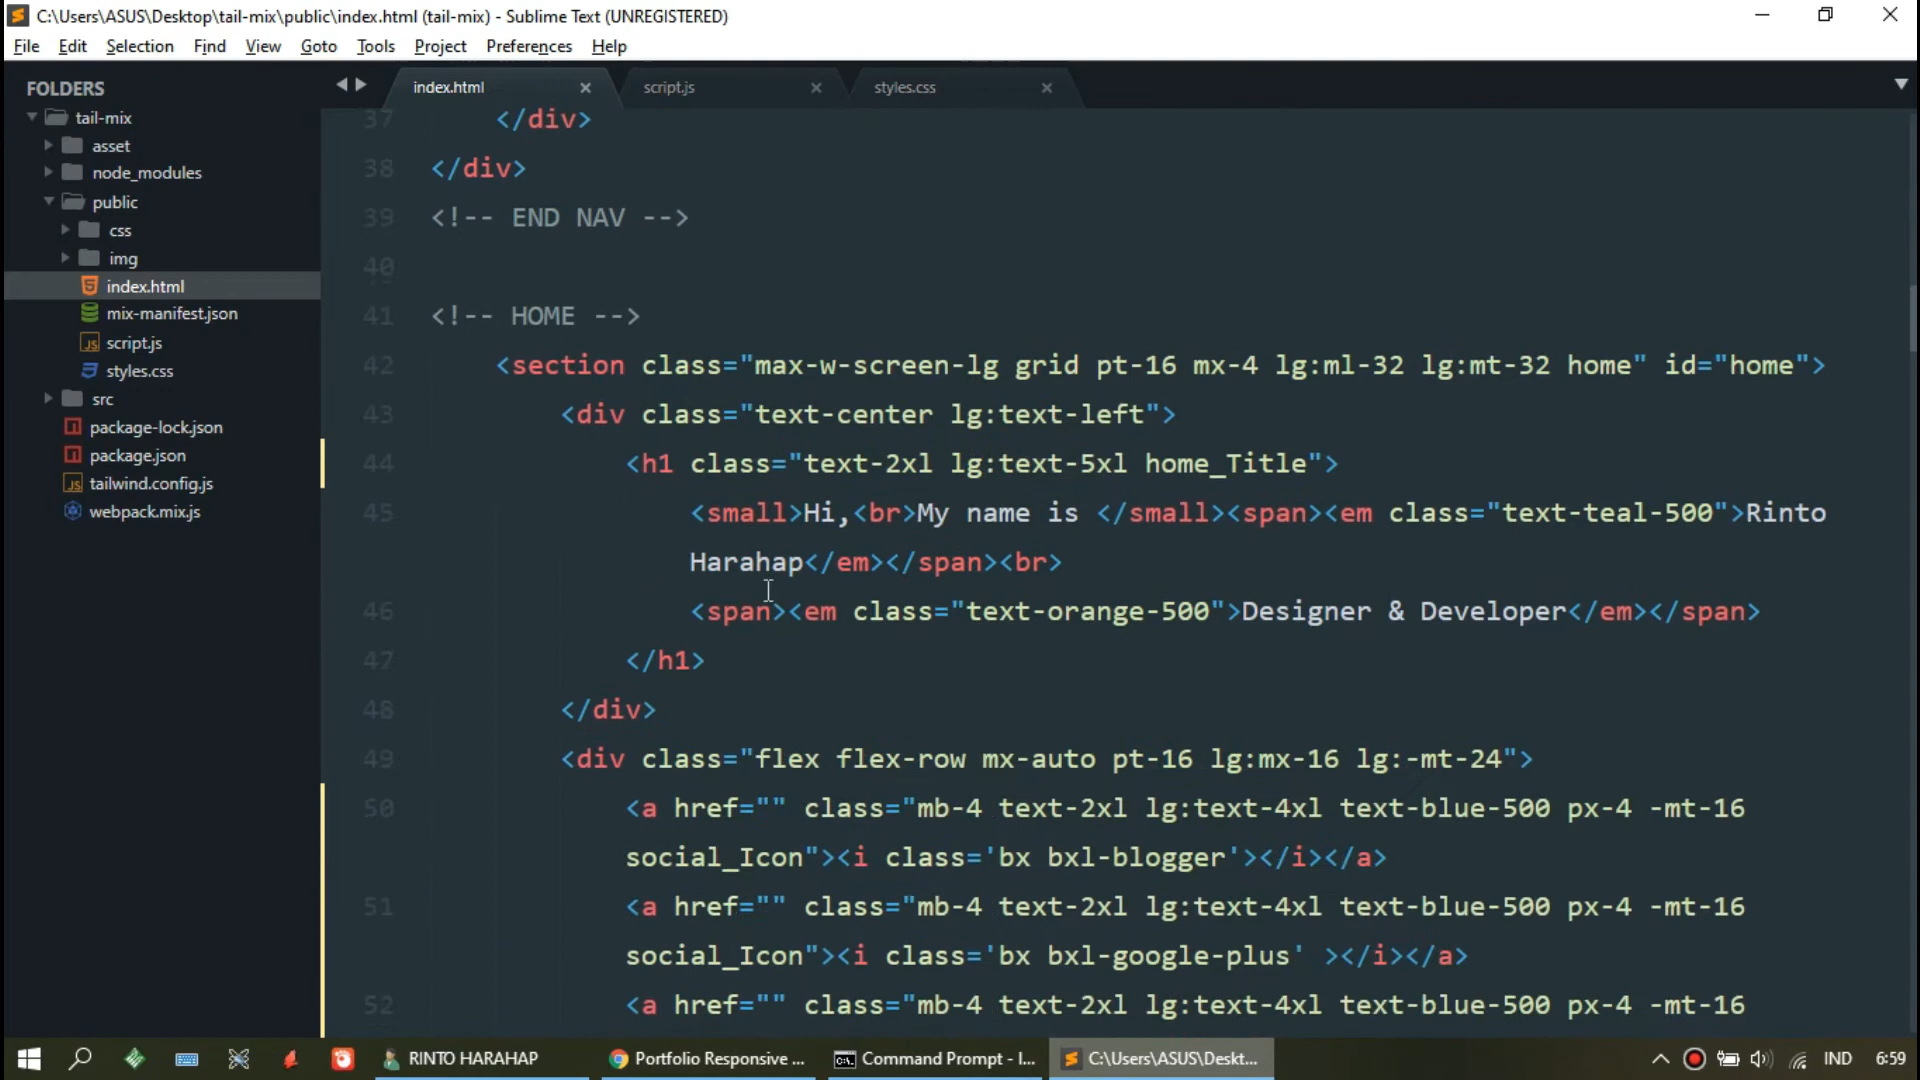 C:\Users\ASUS\Desktop\tail-mix\public\index.html (tail-mix) - Sublime Text (UNREGISTERED)
File Edit Selection Find View Goto Tools Project Preferences Help
FOLDERS
tail-mix
asset
node_modules
public
css
img
index.html
mix-manifest.json
script.js
styles.css
src
package-lock.json
package.json
tailwind.config.js
webpack.mix.js
index.html script.js styles.css
37 </div>
38 </div>
39 <!-- END NAV -->
40
41 <!-- HOME -->
42 <section class="max-w-screen-lg grid pt-16 mx-4 lg:ml-32 lg:mt-32 home" id="home">
43 <div class="text-center lg:text-left">
44 <h1 class="text-2xl lg:text-5xl home_Title">
45 <small>Hi,<br>My name is </small><span><em class="text-teal-500">Rinto
Harahap</em></span><br>
46 <span><em class="text-orange-500">Designer & Developer</em></span>
47 </h1>
48 </div>
49 <div class="flex flex-row mx-auto pt-16 lg:mx-16 lg:-mt-24">
50 <a href="" class="mb-4 text-2xl lg:text-4xl text-blue-500 px-4 -mt-16
social_Icon"><i class='bx bxl-blogger'></i></a>
51 <a href="" class="mb-4 text-2xl lg:text-4xl text-blue-500 px-4 -mt-16
social_Icon"><i class='bx bxl-google-plus' ></i></a>
52 <a href="" class="mb-4 text-2xl lg:text-4xl text-blue-500 px-4 -mt-16
RINTO HARAHAP Portfolio Responsive ... Command Prompt - I... C:\Users\ASUS\Deskt... IND 6:59